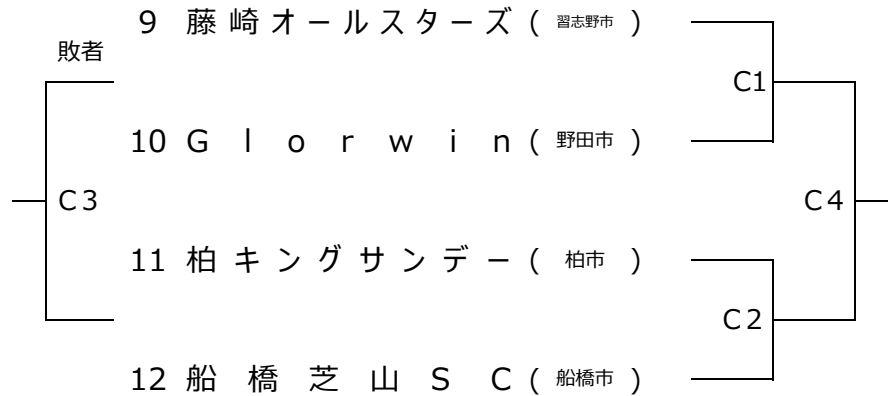 9 藤崎オールスターズ( 習志野市 )
敗者
C1
10 Glorwin( 野田市 )
C3
C4
11 柏キングサンデー( 柏市 )
C2
12 船橋芝山SC( 船橋市 )